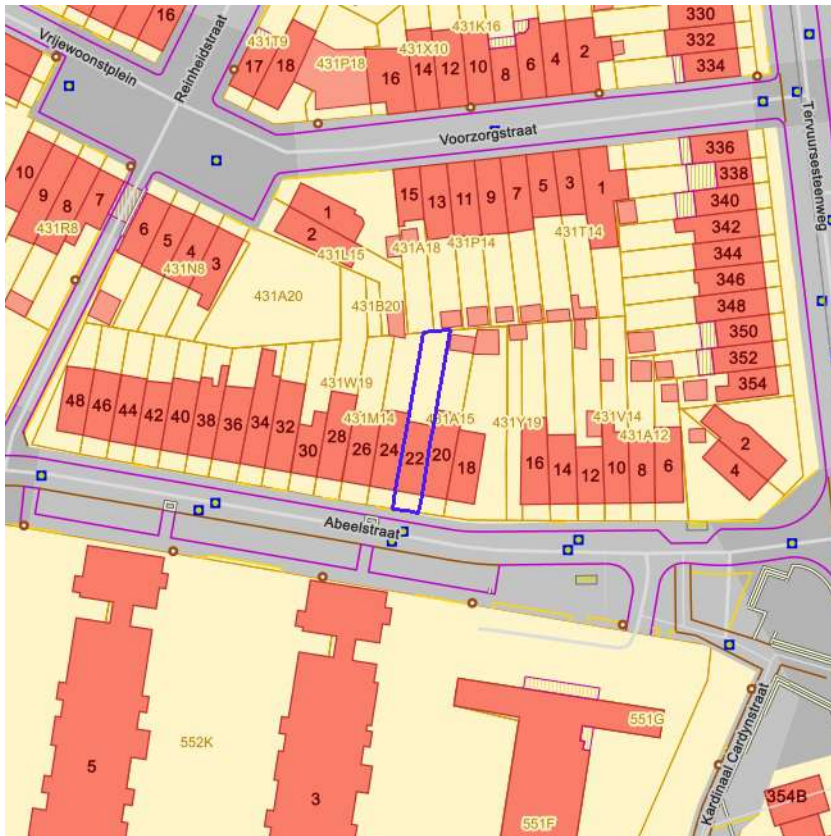 16
Vrijewoonstplein
Reinheidstraat
431T9
17
18
431P18
431X10
431K16
16
14
12
10
8
6
4
2
330
332
334
Voorzorgstraat
Tervuursesteenweg
10
9
8
7
431R8
6
5
4
3
431N8
1
2
431L15
431A18
15
13
11
9
7
5
3
1
431P14
431T14
336
338
340
342
344
346
348
350
352
354
431A20
431B20
48
46
44
42
40
38
36
34
32
30
28
26
24
22
20
18
431W19
431M14
431A15
431Y19
431V14
431A12
16
14
12
10
8
6
2
4
Abeelstraat
5
552K
3
551G
551F
Kardinaal Cardynstraat
354B